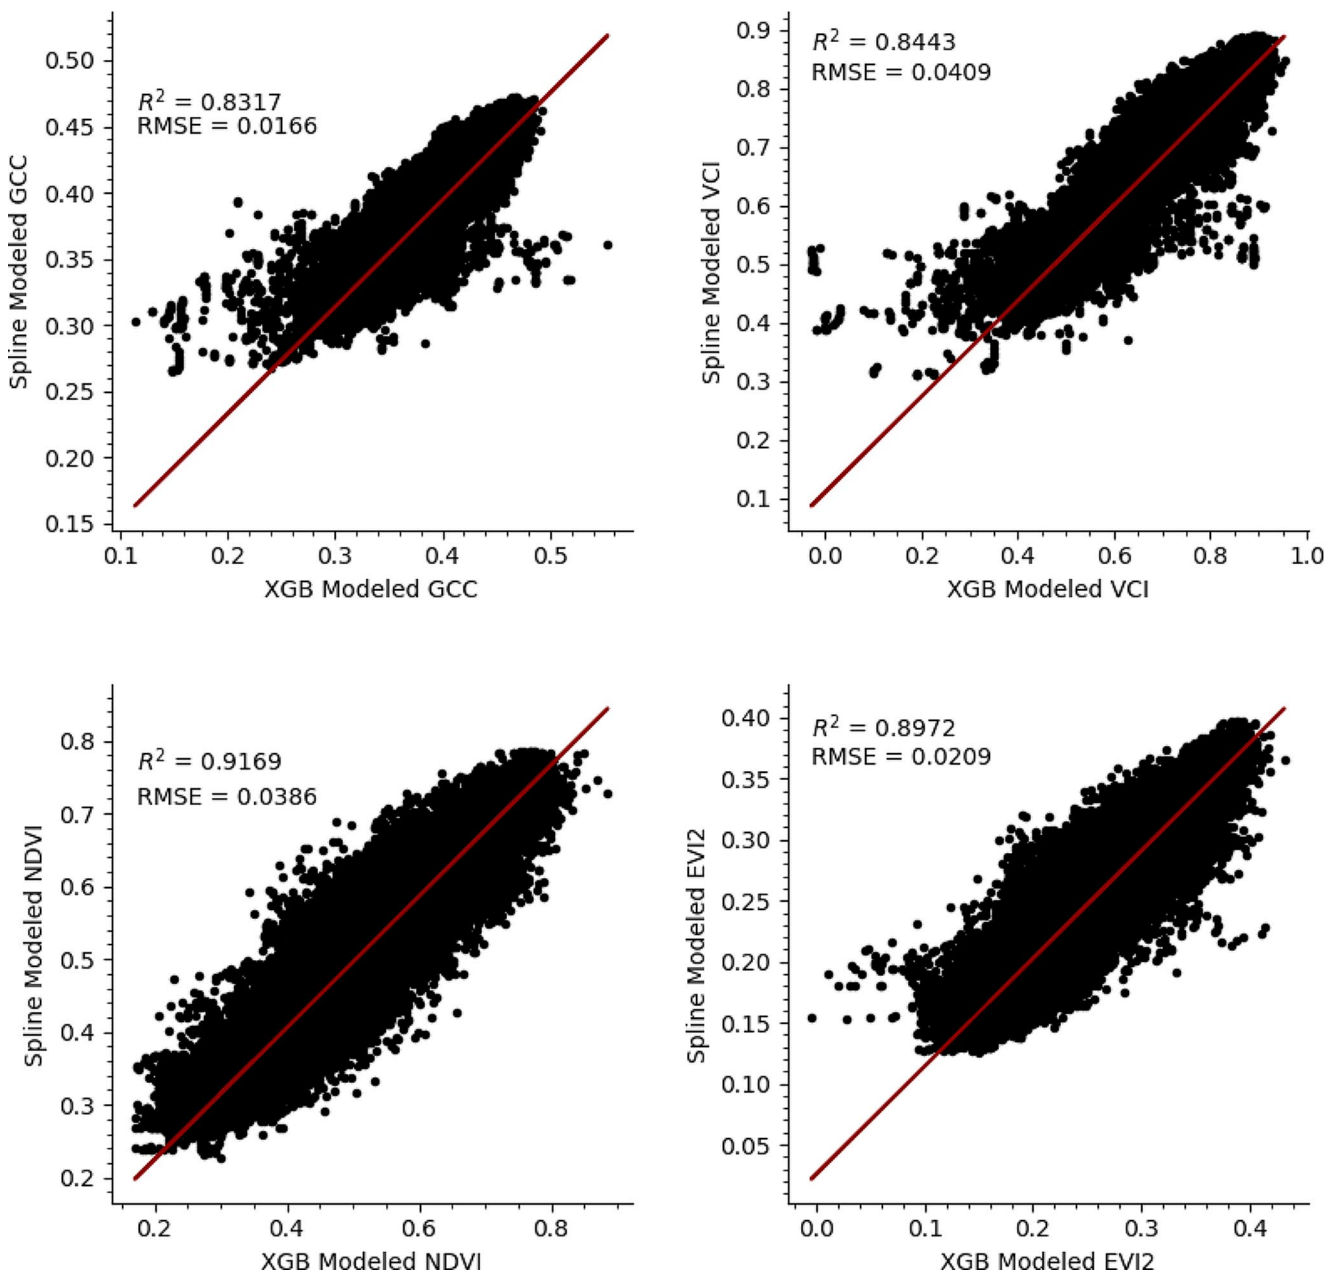 R² = 0.8317
RMSE = 0.0166
Spline Modeled GCC
0.50
0.45
0.40
0.35
0.30
0.25
0.20
0.15
0.1 0.2 0.3 0.4 0.5
XGB Modeled GCC
R² = 0.8443
RMSE = 0.0409
Spline Modeled VCI
0.9
0.8
0.7
0.6
0.5
0.4
0.3
0.2
0.1
0.0 0.2 0.4 0.6 0.8 1.0
XGB Modeled VCI
R² = 0.9169
RMSE = 0.0386
Spline Modeled NDVI
0.8
0.7
0.6
0.5
0.4
0.3
0.2
0.2 0.4 0.6 0.8
XGB Modeled NDVI
R² = 0.8972
RMSE = 0.0209
Spline Modeled EVI2
0.40
0.35
0.30
0.25
0.20
0.15
0.10
0.05
0.0 0.1 0.2 0.3 0.4
XGB Modeled EVI2